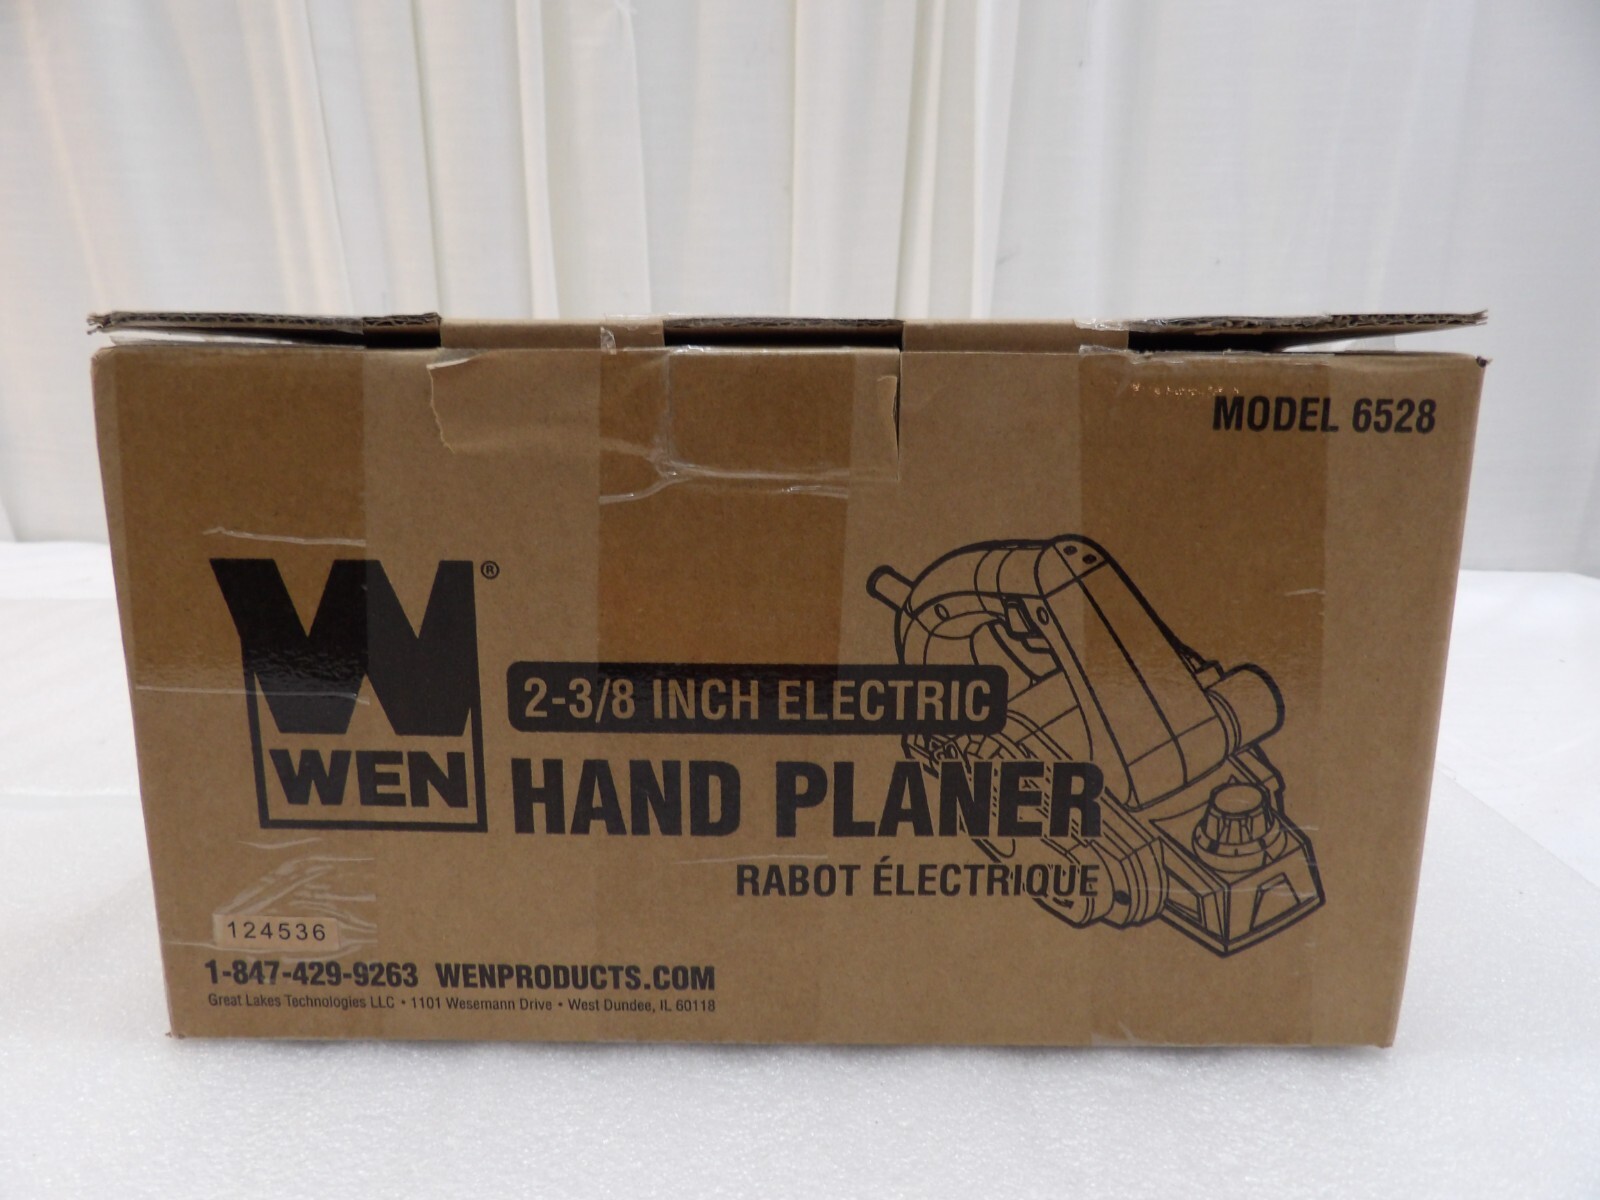 MODEL 6528
W®
WEN
2-3/8 INCH ELECTRIC
HAND PLANER
RABOT ÉLECTRIQUE
124536
1-847-429-9263 WENPRODUCTS.COM
Great Lakes Technologies LLC • 1101 Wesemann Drive • West Dundee, IL 60118